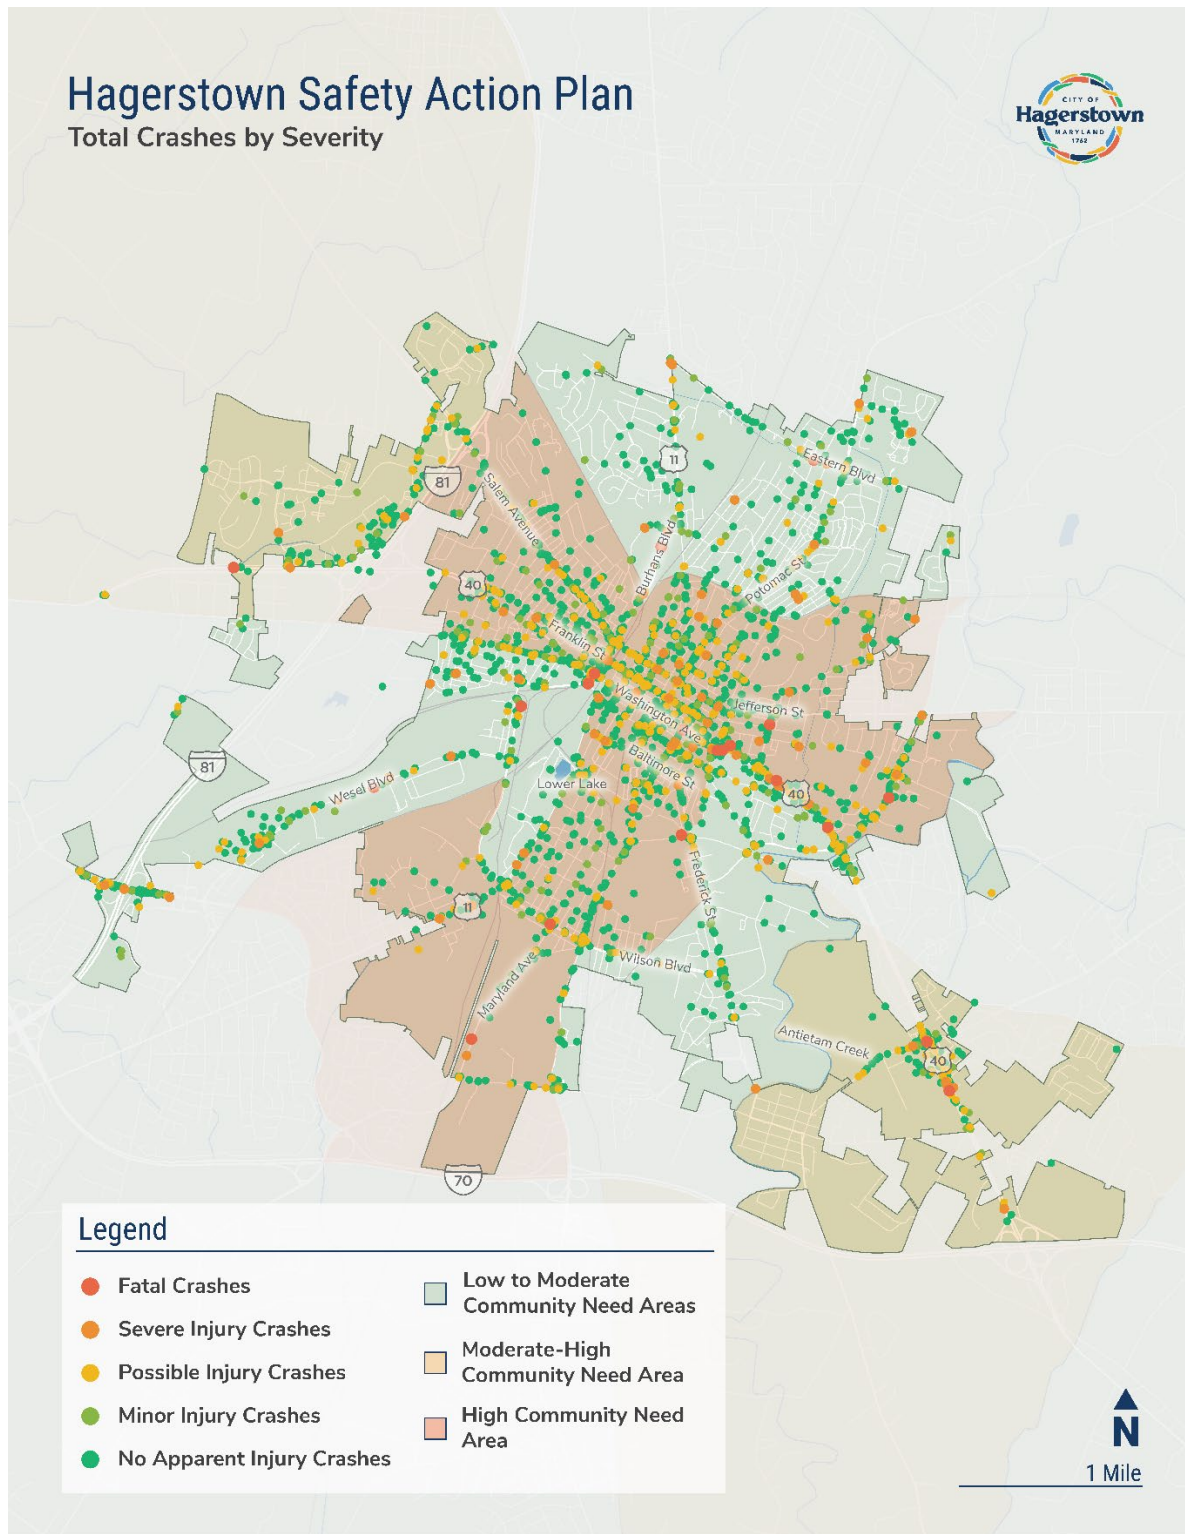 Hagerstown Safety Action Plan
Total Crashes by Severity
CITY OF
Hagerstown
MARYLAND
1762
11
Eastern Blvd
81
Salem Avenue
Burhans Blvd
40
Potomac St
Franklin St
Washington Ave
Jefferson St
Baltimore St
81
Wesel Blvd
Lower Lake
40
Frederick St
11
Wilson Blvd
Maryland Ave
Antietam Creek
40
70
Legend
Fatal Crashes
Severe Injury Crashes
Possible Injury Crashes
Minor Injury Crashes
No Apparent Injury Crashes
Low to Moderate
Community Need Areas
Moderate-High
Community Need Area
High Community Need
Area
N
1 Mile